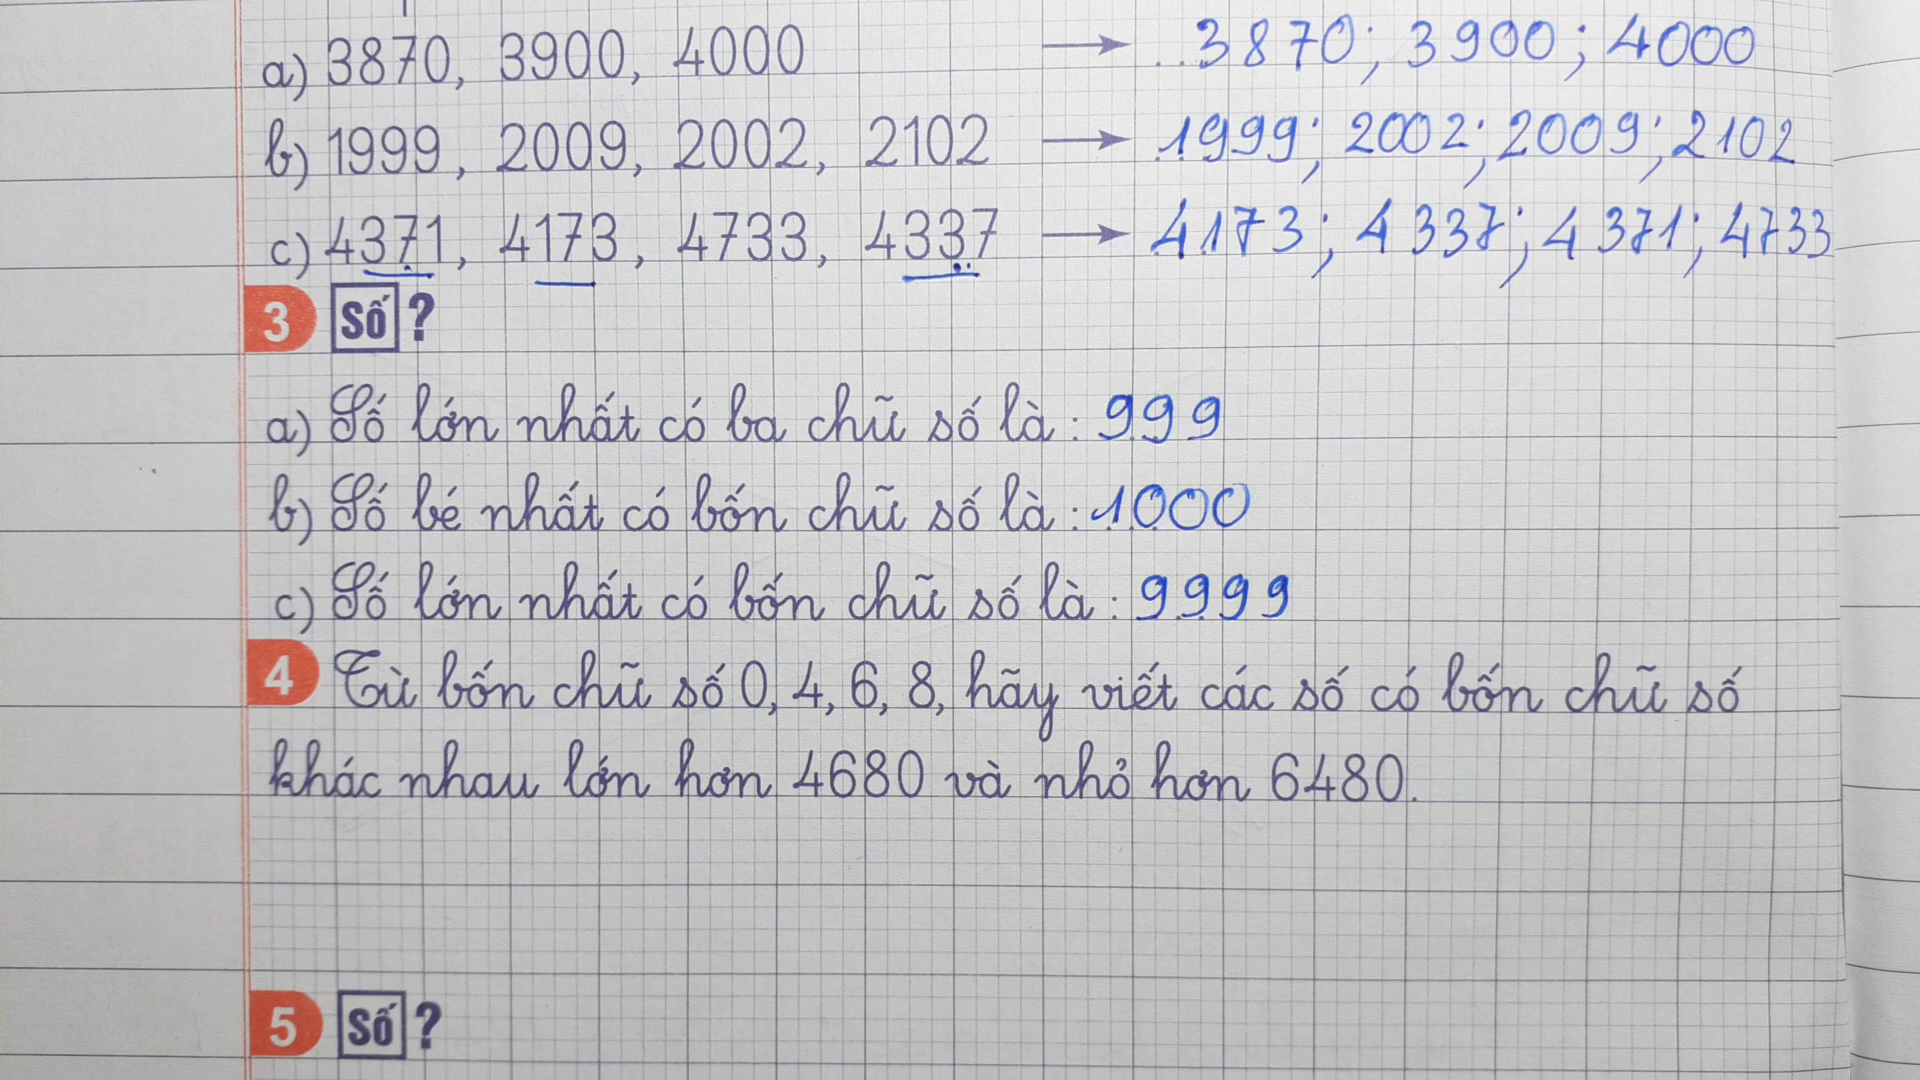 a) 3870, 3900, 4000 → ..3870; 3900; 4000
b) 1999, 2009, 2002, 2102 → 1999; 2002; 2009; 2102
c) 4371, 4173, 4733, 4337 → 4173; 4337; 4371; 4733
3 Số ?
a) Số lớn nhất có ba chữ số là: 999
b) Số bé nhất có bốn chữ số là: 1000
c) Số lớn nhất có bốn chữ số là: 9999
4 Từ bốn chữ số 0, 4, 6, 8, hãy viết các số có bốn chữ số
khác nhau lớn hơn 4680 và nhỏ hơn 6480.
5 Số ?